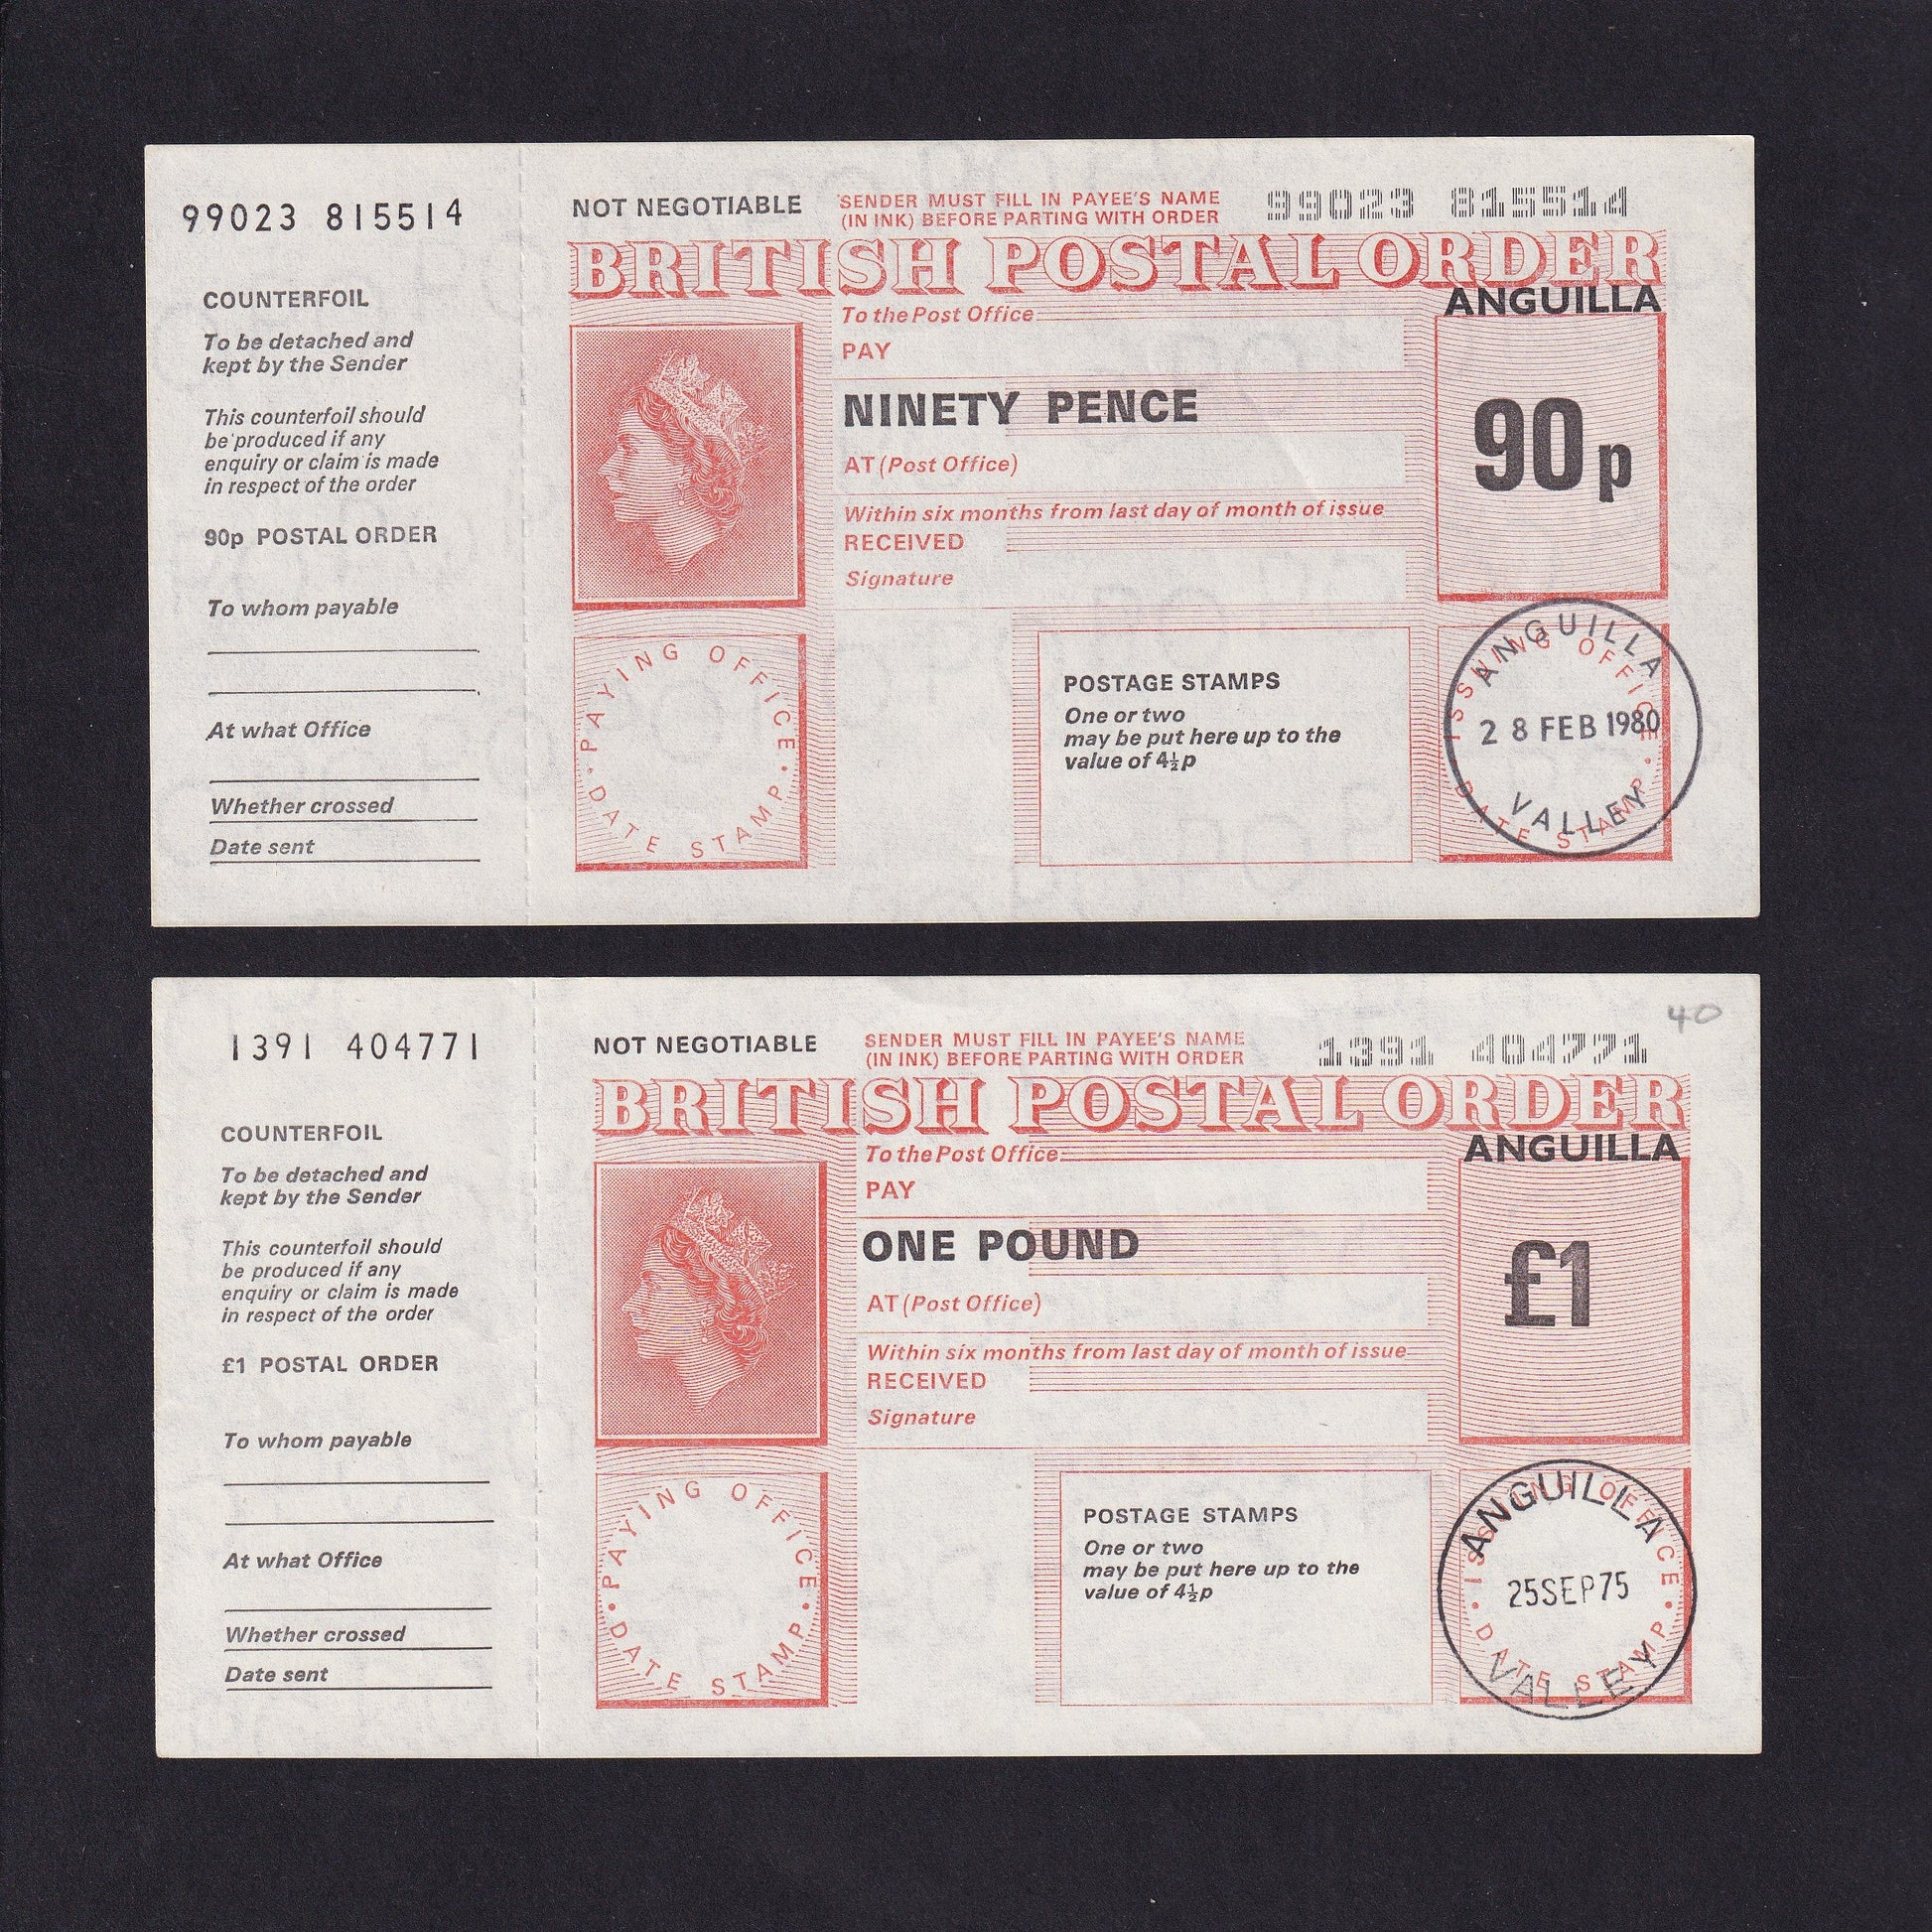 99023 815514
COUNTERFOIL
To be detached and
kept by the Sender
This counterfoil should
be produced if any
enquiry or claim is made
in respect of the order
90p POSTAL ORDER
To whom payable
At what Office
Whether crossed
Date sent
NOT NEGOTIABLE
SENDER MUST FILL IN PAYEE'S NAME
(IN INK) BEFORE PARTING WITH ORDER
99023 815514
BRITISH POSTAL ORDER
ANGUILLA
To the Post Office
PAY
NINETY PENCE
90p
AT (Post Office)
Within six months from last day of month of issue
RECEIVED
Signature
PAYING OFFICE
DATE STAMP
POSTAGE STAMPS
One or two
may be put here up to the
value of 4½p
ISSUING OFFICE
DATE STAMP
ANGUILLA
28 FEB 1980
VALLEY
1391 404771
COUNTERFOIL
To be detached and
kept by the Sender
This counterfoil should
be produced if any
enquiry or claim is made
in respect of the order
£1 POSTAL ORDER
To whom payable
At what Office
Whether crossed
Date sent
40
NOT NEGOTIABLE
SENDER MUST FILL IN PAYEE'S NAME
(IN INK) BEFORE PARTING WITH ORDER
1391 404771
BRITISH POSTAL ORDER
ANGUILLA
To the Post Office
PAY
ONE POUND
£1
AT (Post Office)
Within six months from last day of month of issue
RECEIVED
Signature
PAYING OFFICE
DATE STAMP
POSTAGE STAMPS
One or two
may be put here up to the
value of 4½p
ISSUING OFFICE
DATE STAMP
ANGUILLA
25SEP75
VALLEY